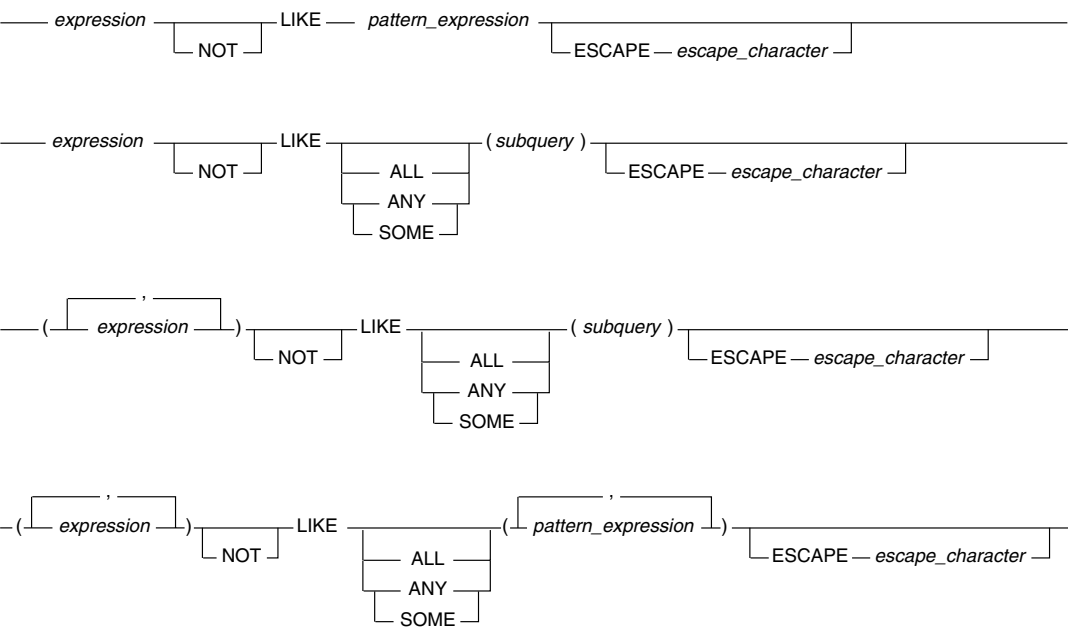 expression LIKE pattern_expression
NOT ESCAPE escape_character
expression LIKE ( subquery )
NOT ALL ESCAPE escape_character
ANY
SOME
,
( expression ) LIKE ( subquery )
NOT ALL ESCAPE escape_character
ANY
SOME
, ,
( expression ) LIKE ( pattern_expression )
NOT ALL ESCAPE escape_character
ANY
SOME